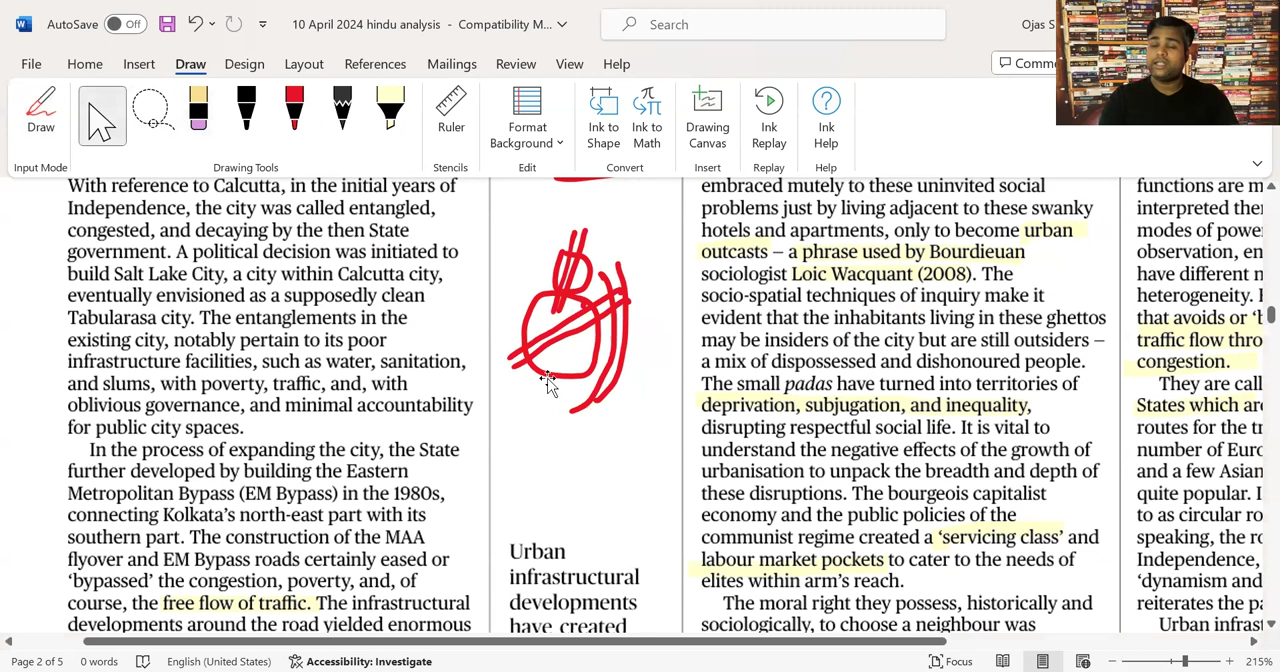 AutoSave
Off
10 April 2024 hindu analysis - Compatibility M...
Search
Ojas S
File
Home
Insert
Draw
Design
Layout
References
Mailings
Review
View
Help
Draw
Ruler
Format
Background
Ink to
Shape
Ink to
Math
Drawing
Canvas
Ink
Replay
Ink
Help
Input Mode
Drawing Tools
Stencils
Edit
Convert
Insert
Replay
Help
With reference to Calcutta, in the initial years of
Independence, the city was called entangled,
congested, and decaying by the then State
government. A political decision was initiated to
build Salt Lake City, a city within Calcutta city,
eventually envisioned as a supposedly clean
Tabularasa city. The entanglements in the
existing city, notably pertain to its poor
infrastructure facilities, such as water, sanitation,
and slums, with poverty, traffic, and, with
oblivious governance, and minimal accountability
for public city spaces.
In the process of expanding the city, the State
further developed by building the Eastern
Metropolitan Bypass (EM Bypass) in the 1980s,
connecting Kolkata's north-east part with its
southern part. The construction of the MAA
flyover and EM Bypass roads certainly eased or
'bypassed' the congestion, poverty, and, of
course, the free flow of traffic. The infrastructural
developments around the road yielded enormous
Urban
infrastructural
developments
have created
embraced mutely to these uninvited social
problems just by living adjacent to these swanky
hotels and apartments, only to become urban
outcasts – a phrase used by Bourdieuan
sociologist Loic Wacquant (2008). The
socio-spatial techniques of inquiry make it
evident that the inhabitants living in these ghettos
may be insiders of the city but are still outsiders –
a mix of dispossessed and dishonoured people.
The small padas have turned into territories of
deprivation, subjugation, and inequality,
disrupting respectful social life. It is vital to
understand the negative effects of the growth of
urbanisation to unpack the breadth and depth of
these disruptions. The bourgeois capitalist
economy and the public policies of the
communist regime created a 'servicing class' and
labour market pockets to cater to the needs of
elites within arm's reach.
The moral right they possess, historically and
sociologically, to choose a neighbour was
functions are m
interpreted the
modes of powe
observation, en
have different n
heterogeneity.
that avoids or
traffic flow thro
congestion.
They are call
States which are
routes for the tr
number of Euro
and a few Asian
quite popular.
to as circular ro
speaking, the ro
Independence,
'dynamism and
reiterates the pa
Urban infrast
Page 2 of 5
0 words
English (United States)
Accessibility: Investigate
Focus
215%